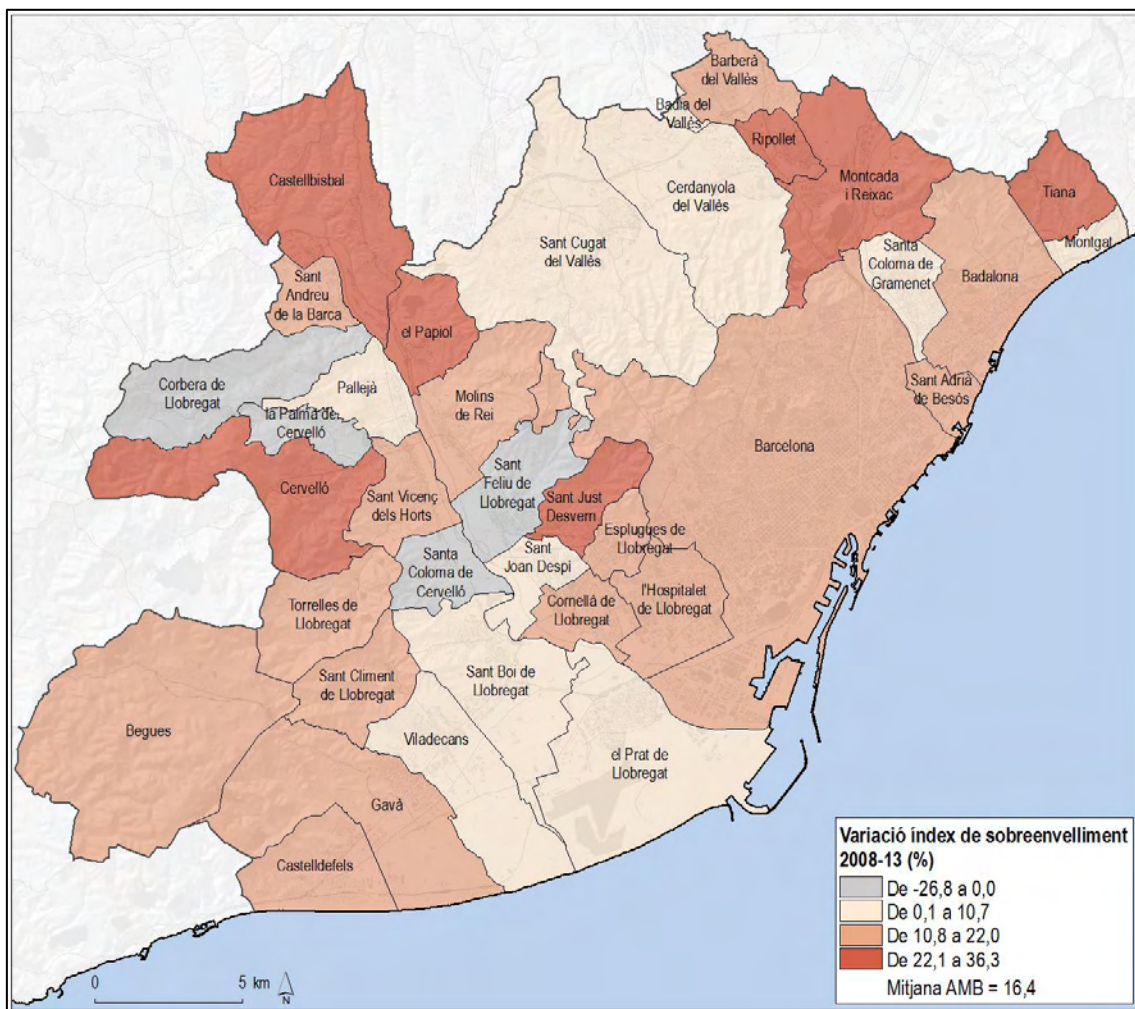 Barberà
del Vallès
Badia del
Vallès
Ripollet
Castellbisbal
Montcada
i Reixac
Tiana
Cerdanyola
del Vallès
Sant Cugat
del Vallès
Montgat
Santa
Coloma de
Gramenet
Badalona
Sant
Andreu
de la Barca
el Papiol
Corbera de
Llobregat
Pallejà
Molins
de Rei
Sant Adrià
de Besòs
la Palma de
Cervelló
Barcelona
Cervelló
Sant
Feliu de
Llobregat
Sant Vicenç
dels Horts
Sant Just
Desvern
Esplugues de
Llobregat
Santa
Coloma de
Cervelló
Sant
Joan Despi
l'Hospitalet
de Llobregat
Cornellà de
Llobregat
Torrelles de
Llobregat
Sant Climent
de Llobregat
Sant Boi de
Llobregat
Begues
Viladecans
el Prat de
Llobregat
Gavà
Castelldefels
Variació índex de sobreenvelliment
2008-13 (%)
De -26,8 a 0,0
De 0,1 a 10,7
De 10,8 a 22,0
De 22,1 a 36,3
Mitjana AMB = 16,4
0 5 km
N